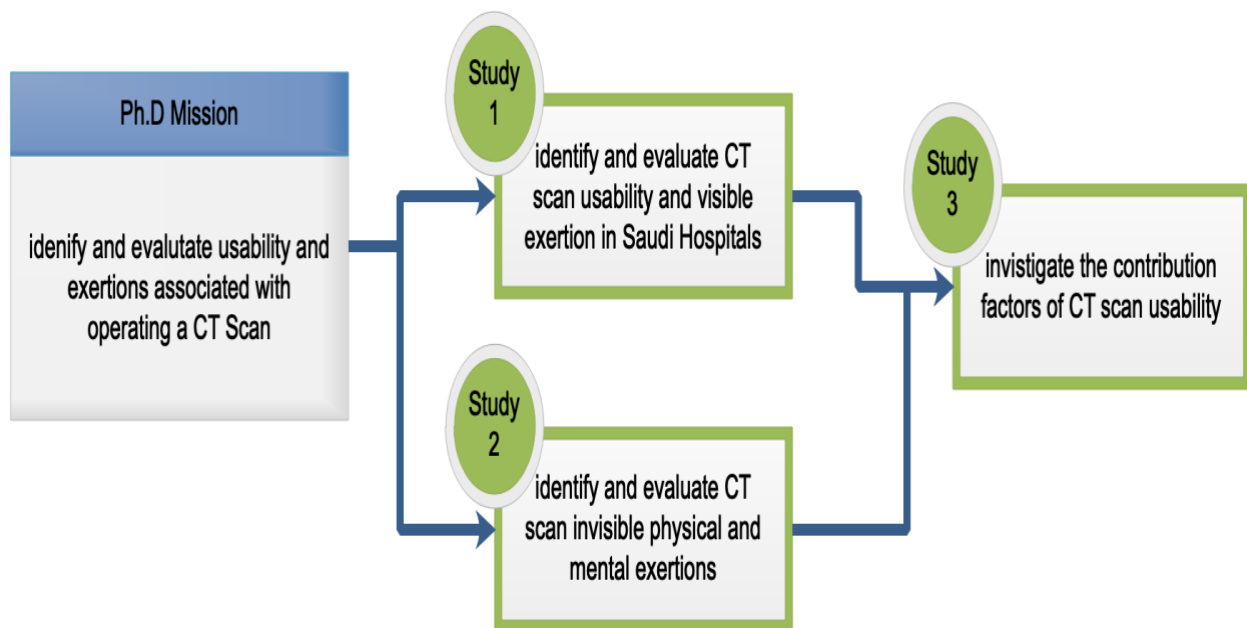 Ph.D Mission
idenify and evalutate usability and
exertions associated with
operating a CT Scan
Study
1
identify and evaluate CT
scan usability and visible
exertion in Saudi Hospitals
Study
2
identify and evaluate CT
scan invisible physical and
mental exertions
Study
3
invistigate the contribution
factors of CT scan usability